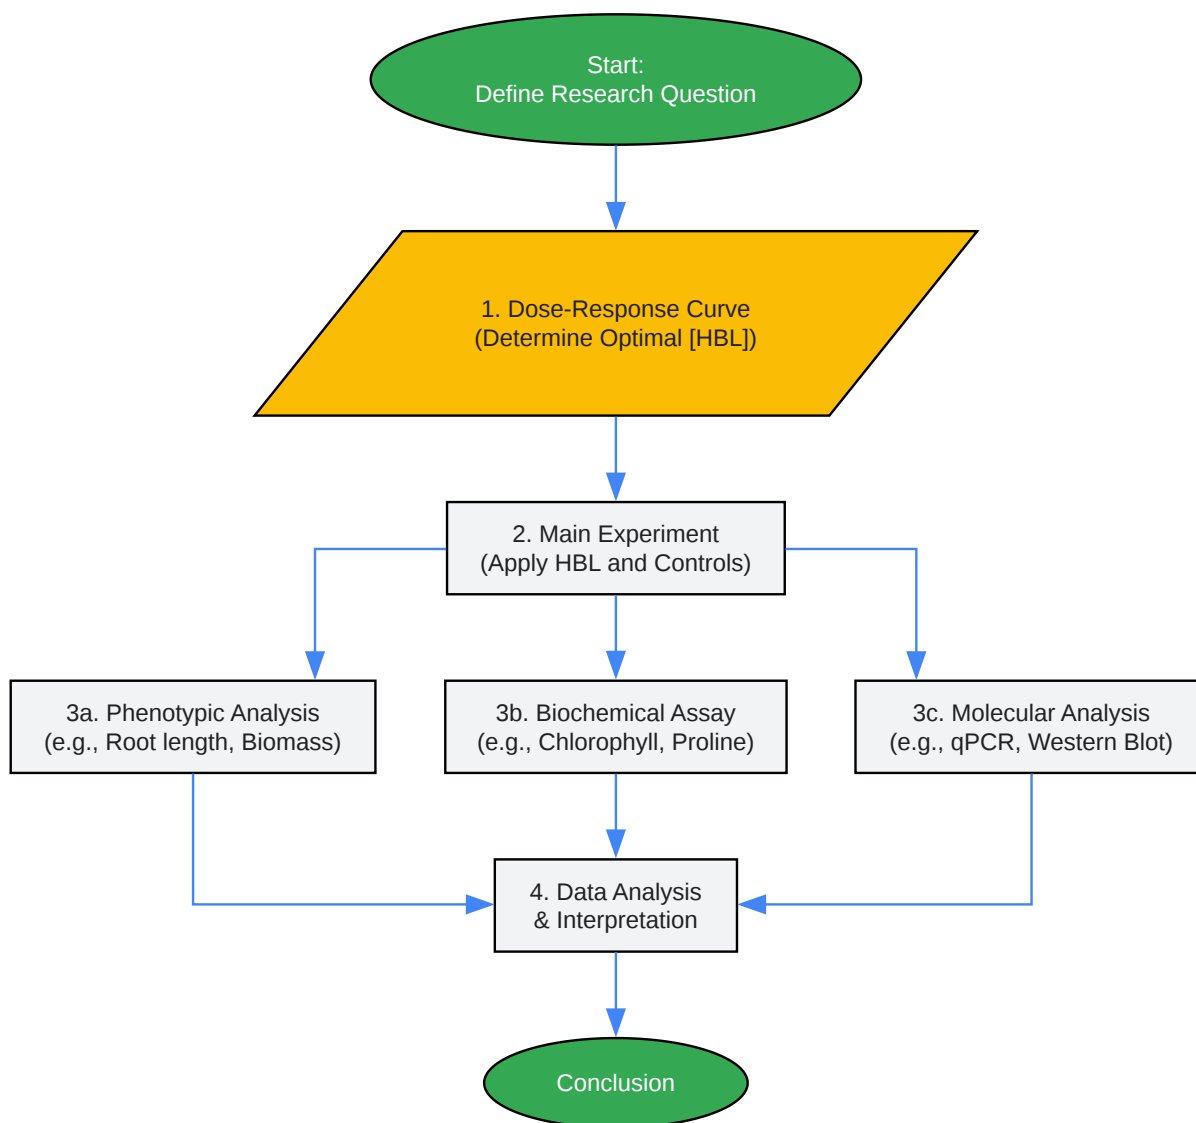 Start:
Define Research Question
1. Dose-Response Curve
(Determine Optimal [HBL])
2. Main Experiment
(Apply HBL and Controls)
3a. Phenotypic Analysis
(e.g., Root length, Biomass)
3b. Biochemical Assay
(e.g., Chlorophyll, Proline)
3c. Molecular Analysis
(e.g., qPCR, Western Blot)
4. Data Analysis
& Interpretation
Conclusion